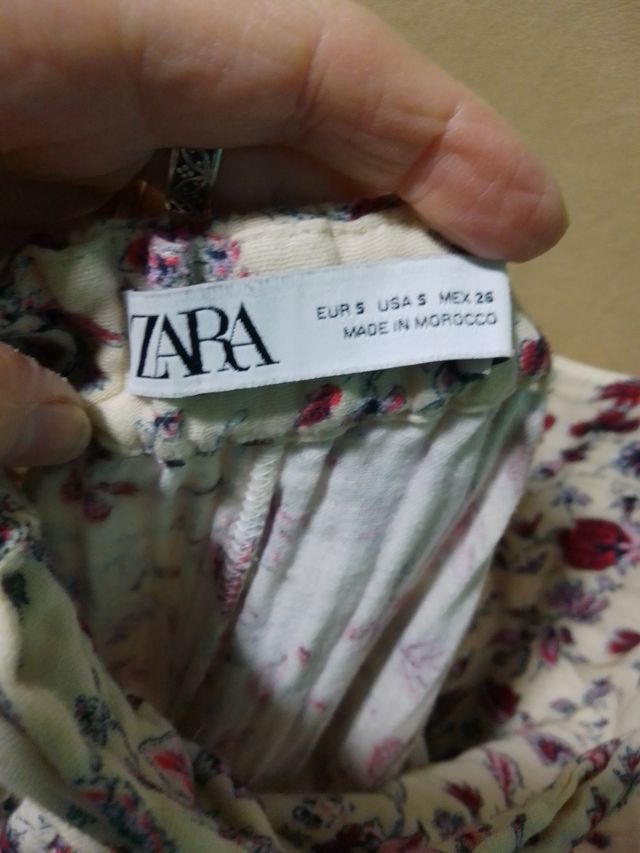 ZARA
EUR S USA S MEX 26
MADE IN MOROCCO